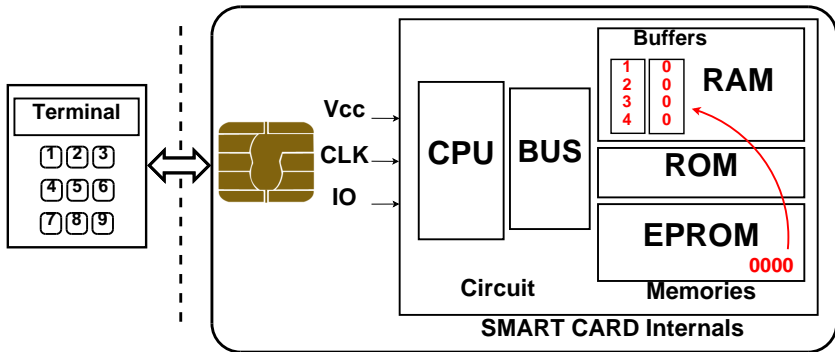 Terminal
1 2 3
4 5 6
7 8 9
Vcc
CLK
IO
CPU
BUS
Buffers
1 0
2 0
3 0
4 0
RAM
ROM
EPROM
0000
Circuit
Memories
SMART CARD Internals